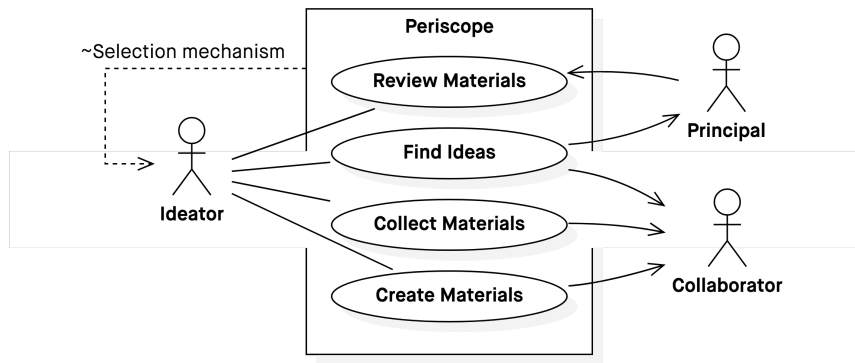 Periscope
~Selection mechanism
Review Materials
Find Ideas
Collect Materials
Create Materials
Ideator
Principal
Collaborator